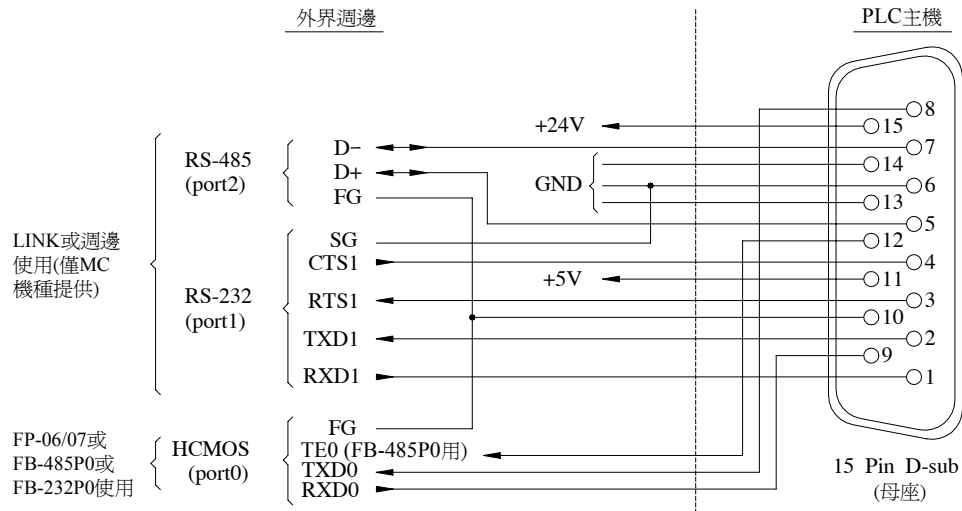 外界週邊
PLC主機
8
+24V
15
D−
7
RS-485
(port2)
14
D+
GND
6
FG
13
5
SG
12
LINK或週邊
使用(僅MC
機種提供)
CTS1
4
+5V
11
RS-232
(port1)
RTS1
3
10
TXD1
2
9
RXD1
1
FG
FP-06/07或
FB-485P0或
FB-232P0使用
HCMOS
(port0)
TE0 (FB-485P0用)
TXD0
RXD0
15 Pin D-sub
(母座)